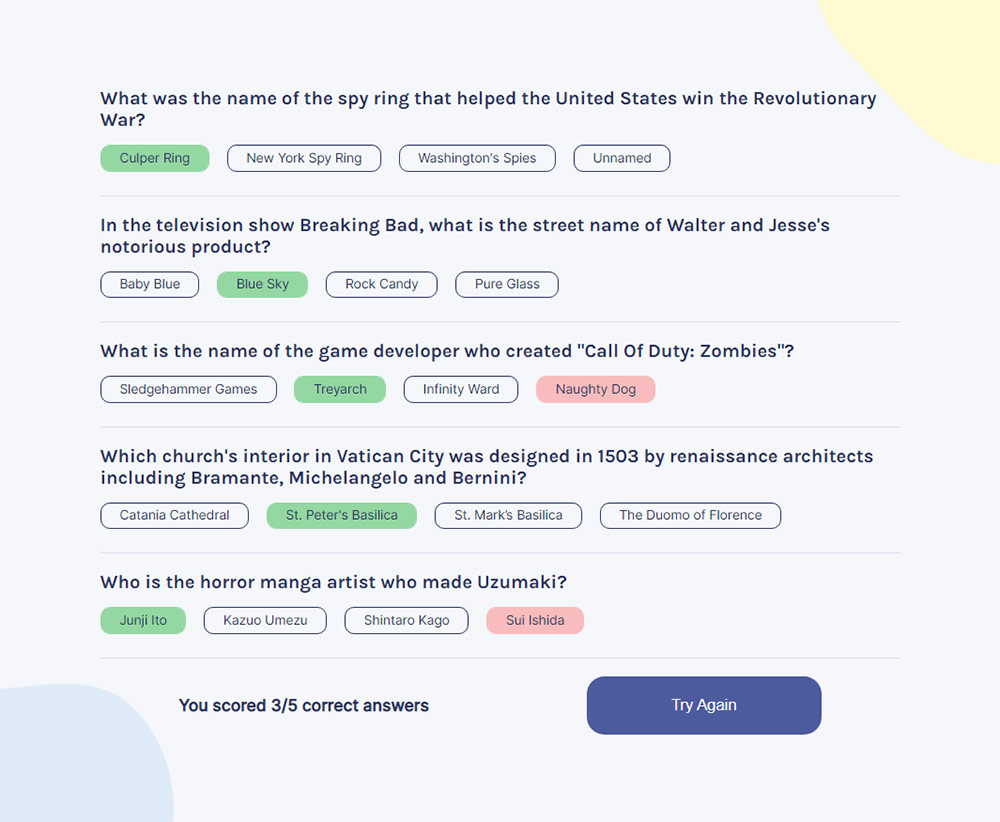 What was the name of the spy ring that helped the United States win the Revolutionary
War?
Culper Ring New York Spy Ring Washington's Spies Unnamed
In the television show Breaking Bad, what is the street name of Walter and Jesse's
notorious product?
Baby Blue Blue Sky Rock Candy Pure Glass
What is the name of the game developer who created "Call Of Duty: Zombies"?
Sledgehammer Games Treyarch Infinity Ward Naughty Dog
Which church's interior in Vatican City was designed in 1503 by renaissance architects
including Bramante, Michelangelo and Bernini?
Catania Cathedral St. Peter's Basilica St. Mark’s Basilica The Duomo of Florence
Who is the horror manga artist who made Uzumaki?
Junji Ito Kazuo Umezu Shintaro Kago Sui Ishida
You scored 3/5 correct answers Try Again